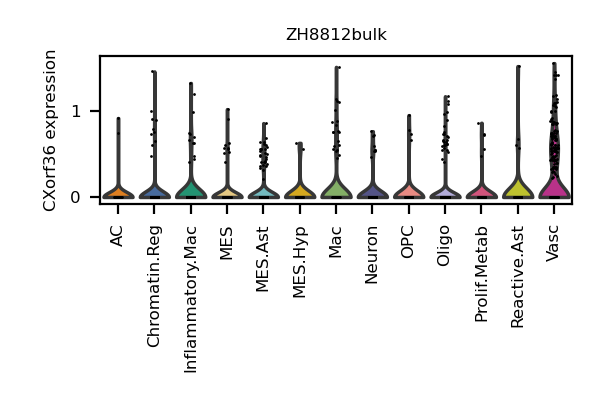 ZH8812bulk
CXorf36 expression
1
0
AC
Chromatin.Reg
Inflammatory.Mac
MES
MES.Ast
MES.Hyp
Mac
Neuron
OPC
Oligo
Prolif.Metab
Reactive.Ast
Vasc